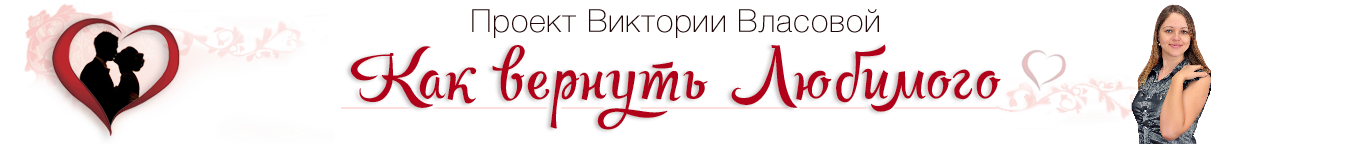 Проект Виктории Власовой
Как вернуть Любимого